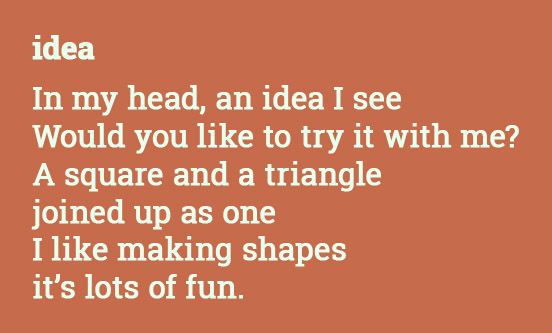 idea
In my head, an idea I see
Would you like to try it with me?
A square and a triangle
joined up as one
I like making shapes
it’s lots of fun.